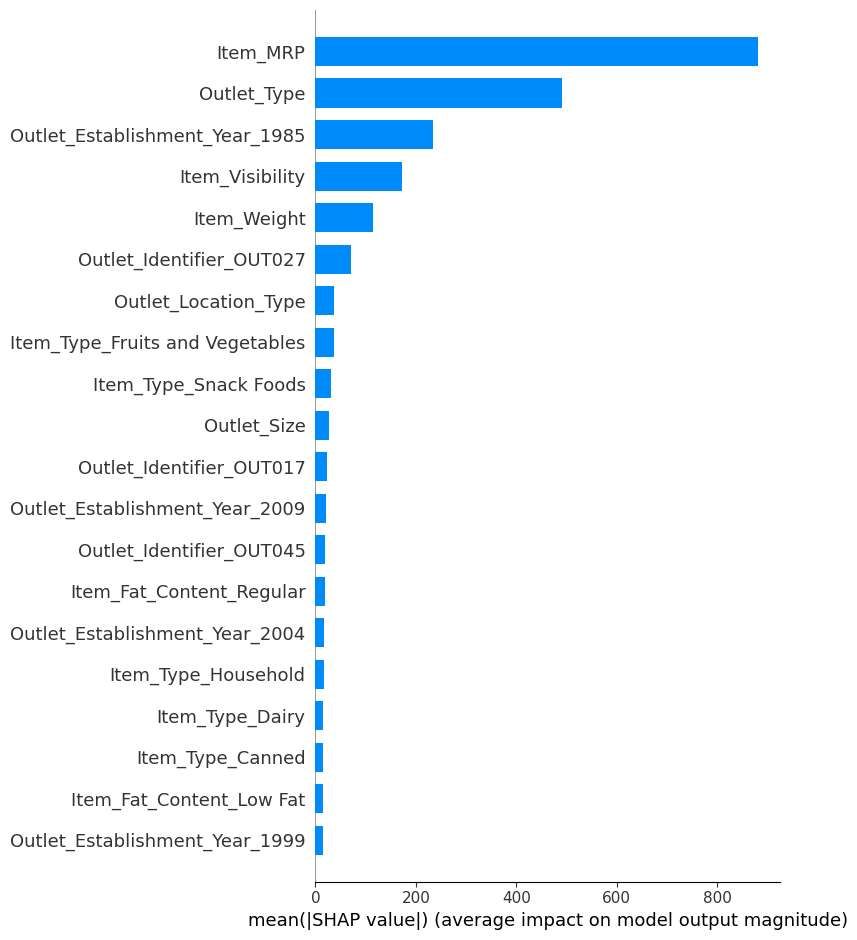 Item_MRP
Outlet_Type
Outlet_Establishment_Year_1985
Item_Visibility
Item_Weight
Outlet_Identifier_OUT027
Outlet_Location_Type
Item_Type_Fruits and Vegetables
Item_Type_Snack Foods
Outlet_Size
Outlet_Identifier_OUT017
Outlet_Establishment_Year_2009
Outlet_Identifier_OUT045
Item_Fat_Content_Regular
Outlet_Establishment_Year_2004
Item_Type_Household
Item_Type_Dairy
Item_Type_Canned
Item_Fat_Content_Low Fat
Outlet_Establishment_Year_1999
0 200 400 600 800
mean(|SHAP value|) (average impact on model output magnitude)